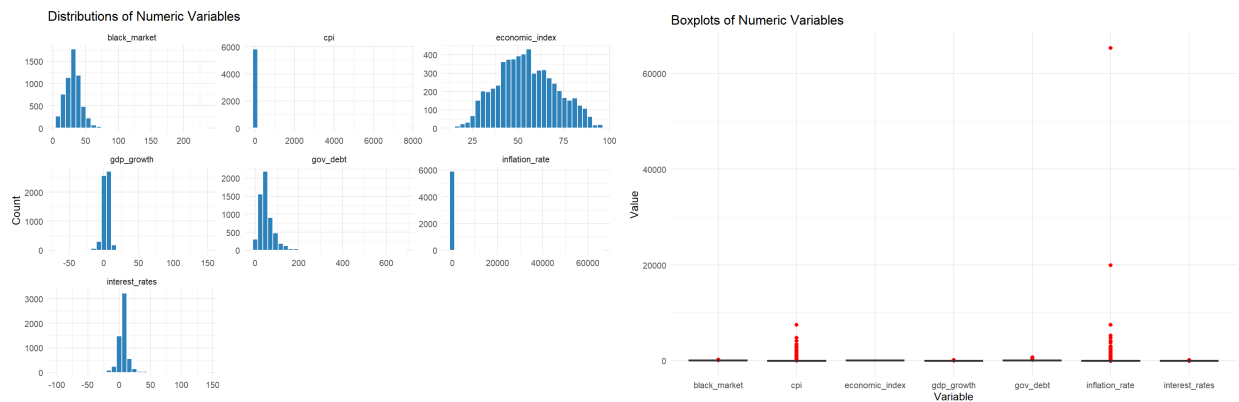 Distributions of Numeric Variables
black_market
cpi
economic_index
1500
1000
500
0
0 50 100 150 200
6000
4000
2000
0
0 2000 4000 6000 8000
400
300
200
100
0
25 50 75 100
gdp_growth
gov_debt
inflation_rate
Count
2000
1000
0
-50 0 50 100 150
2000
1500
1000
500
0
0 200 400 600
6000
4000
2000
0
0 20000 40000 60000
interest_rates
3000
2000
1000
0
-100 -50 0 50 100 150
Boxplots of Numeric Variables
Value
60000
40000
20000
0
black_market cpi economic_index gdp_growth gov_debt inflation_rate interest_rates
Variable